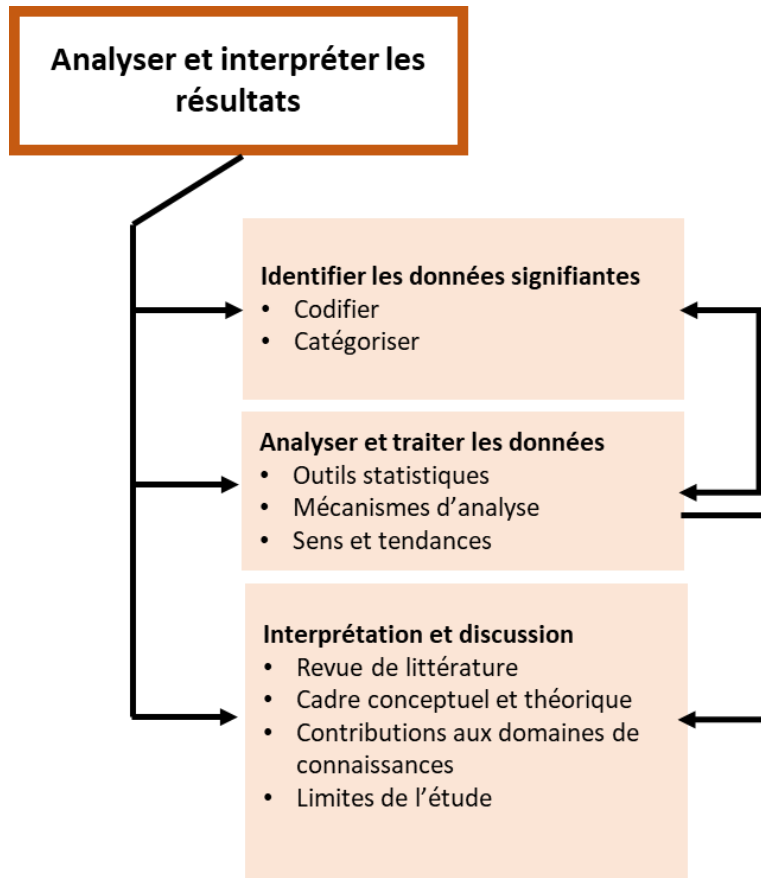 Analyser et interpréter les
résultats
Identifier les données signifiantes
• Codifier
• Catégoriser
Analyser et traiter les données
• Outils statistiques
• Mécanismes d’analyse
• Sens et tendances
Interprétation et discussion
• Revue de littérature
• Cadre conceptuel et théorique
• Contributions aux domaines de
connaissances
• Limites de l’étude